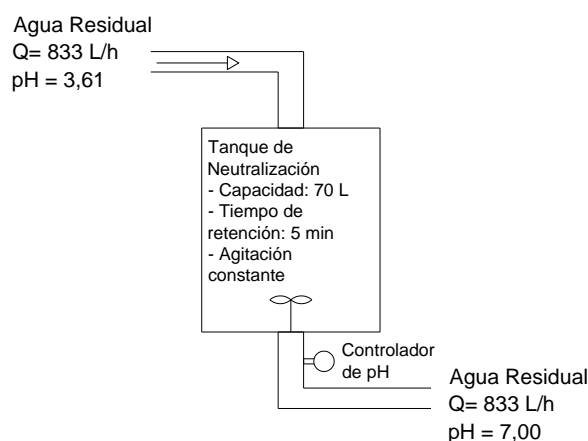 Agua Residual
Q= 833 L/h
pH = 3,61
Tanque de
Neutralización
- Capacidad: 70 L
- Tiempo de
retención: 5 min
- Agitación
constante
Controlador
de pH
Agua Residual
Q= 833 L/h
pH = 7,00